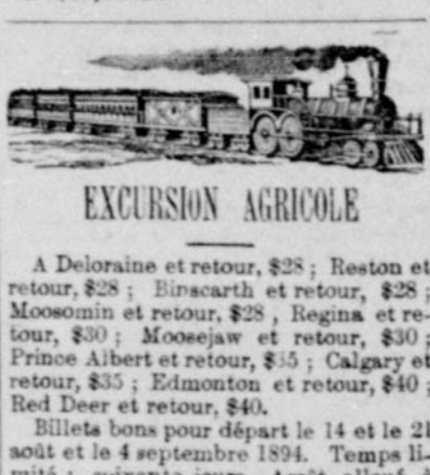 EXCURSION AGRICOLE
A Deloraine et retour, $28 ; Reston et
retour, $28 ; Binscarth et retour, $28 ;
Moosomin et retour, $28 , Regina et re-
tour, $30 ; Moosejaw et retour, $30 ;
Prince Albert et retour, $35 ; Calgary et
retour, $35 ; Edmonton et retour, $40 ;
Red Deer et retour, $40.
Billets bons pour départ le 14 et le 21
août et le 4 septembre 1894. Temps li-